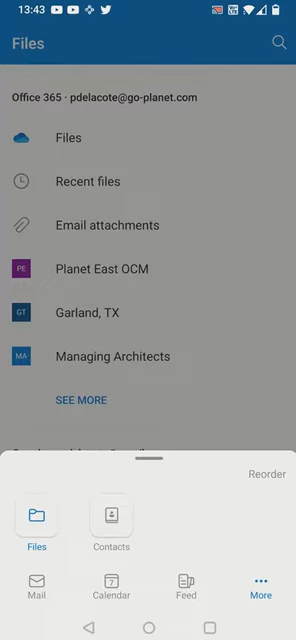 13:43
Files
Office 365 · pdelacote@go-planet.com
Files
Recent files
Email attachments
PE Planet East OCM
GT Garland, TX
MA Managing Architects
SEE MORE
Reorder
Files Contacts
7
Mail Calendar Feed More